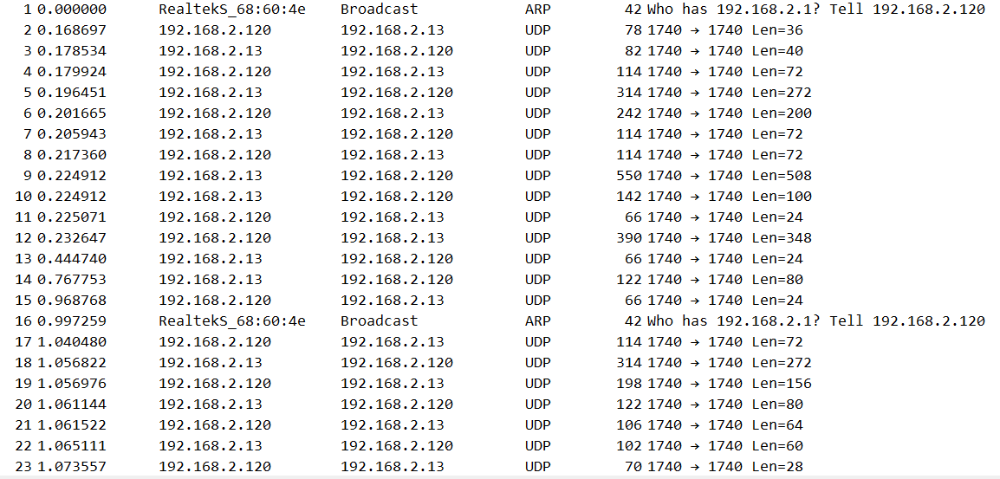 1 0.000000 RealtekS_68:60:4e Broadcast ARP 42 Who has 192.168.2.1? Tell 192.168.2.120
2 0.168697 192.168.2.120 192.168.2.13 UDP 78 1740 → 1740 Len=36
3 0.178534 192.168.2.13 192.168.2.120 UDP 82 1740 → 1740 Len=40
4 0.179924 192.168.2.120 192.168.2.13 UDP 114 1740 → 1740 Len=72
5 0.196451 192.168.2.13 192.168.2.120 UDP 314 1740 → 1740 Len=272
6 0.201665 192.168.2.120 192.168.2.13 UDP 242 1740 → 1740 Len=200
7 0.205943 192.168.2.13 192.168.2.120 UDP 114 1740 → 1740 Len=72
8 0.217360 192.168.2.120 192.168.2.13 UDP 114 1740 → 1740 Len=72
9 0.224912 192.168.2.13 192.168.2.120 UDP 550 1740 → 1740 Len=508
10 0.224912 192.168.2.13 192.168.2.120 UDP 142 1740 → 1740 Len=100
11 0.225071 192.168.2.120 192.168.2.13 UDP 66 1740 → 1740 Len=24
12 0.232647 192.168.2.120 192.168.2.13 UDP 390 1740 → 1740 Len=348
13 0.444740 192.168.2.13 192.168.2.120 UDP 66 1740 → 1740 Len=24
14 0.767753 192.168.2.13 192.168.2.120 UDP 122 1740 → 1740 Len=80
15 0.968768 192.168.2.120 192.168.2.13 UDP 66 1740 → 1740 Len=24
16 0.997259 RealtekS_68:60:4e Broadcast ARP 42 Who has 192.168.2.1? Tell 192.168.2.120
17 1.040480 192.168.2.120 192.168.2.13 UDP 114 1740 → 1740 Len=72
18 1.056822 192.168.2.13 192.168.2.120 UDP 314 1740 → 1740 Len=272
19 1.056976 192.168.2.120 192.168.2.13 UDP 198 1740 → 1740 Len=156
20 1.061144 192.168.2.13 192.168.2.120 UDP 122 1740 → 1740 Len=80
21 1.061522 192.168.2.120 192.168.2.13 UDP 106 1740 → 1740 Len=64
22 1.065111 192.168.2.13 192.168.2.120 UDP 102 1740 → 1740 Len=60
23 1.073557 192.168.2.120 192.168.2.13 UDP 70 1740 → 1740 Len=28